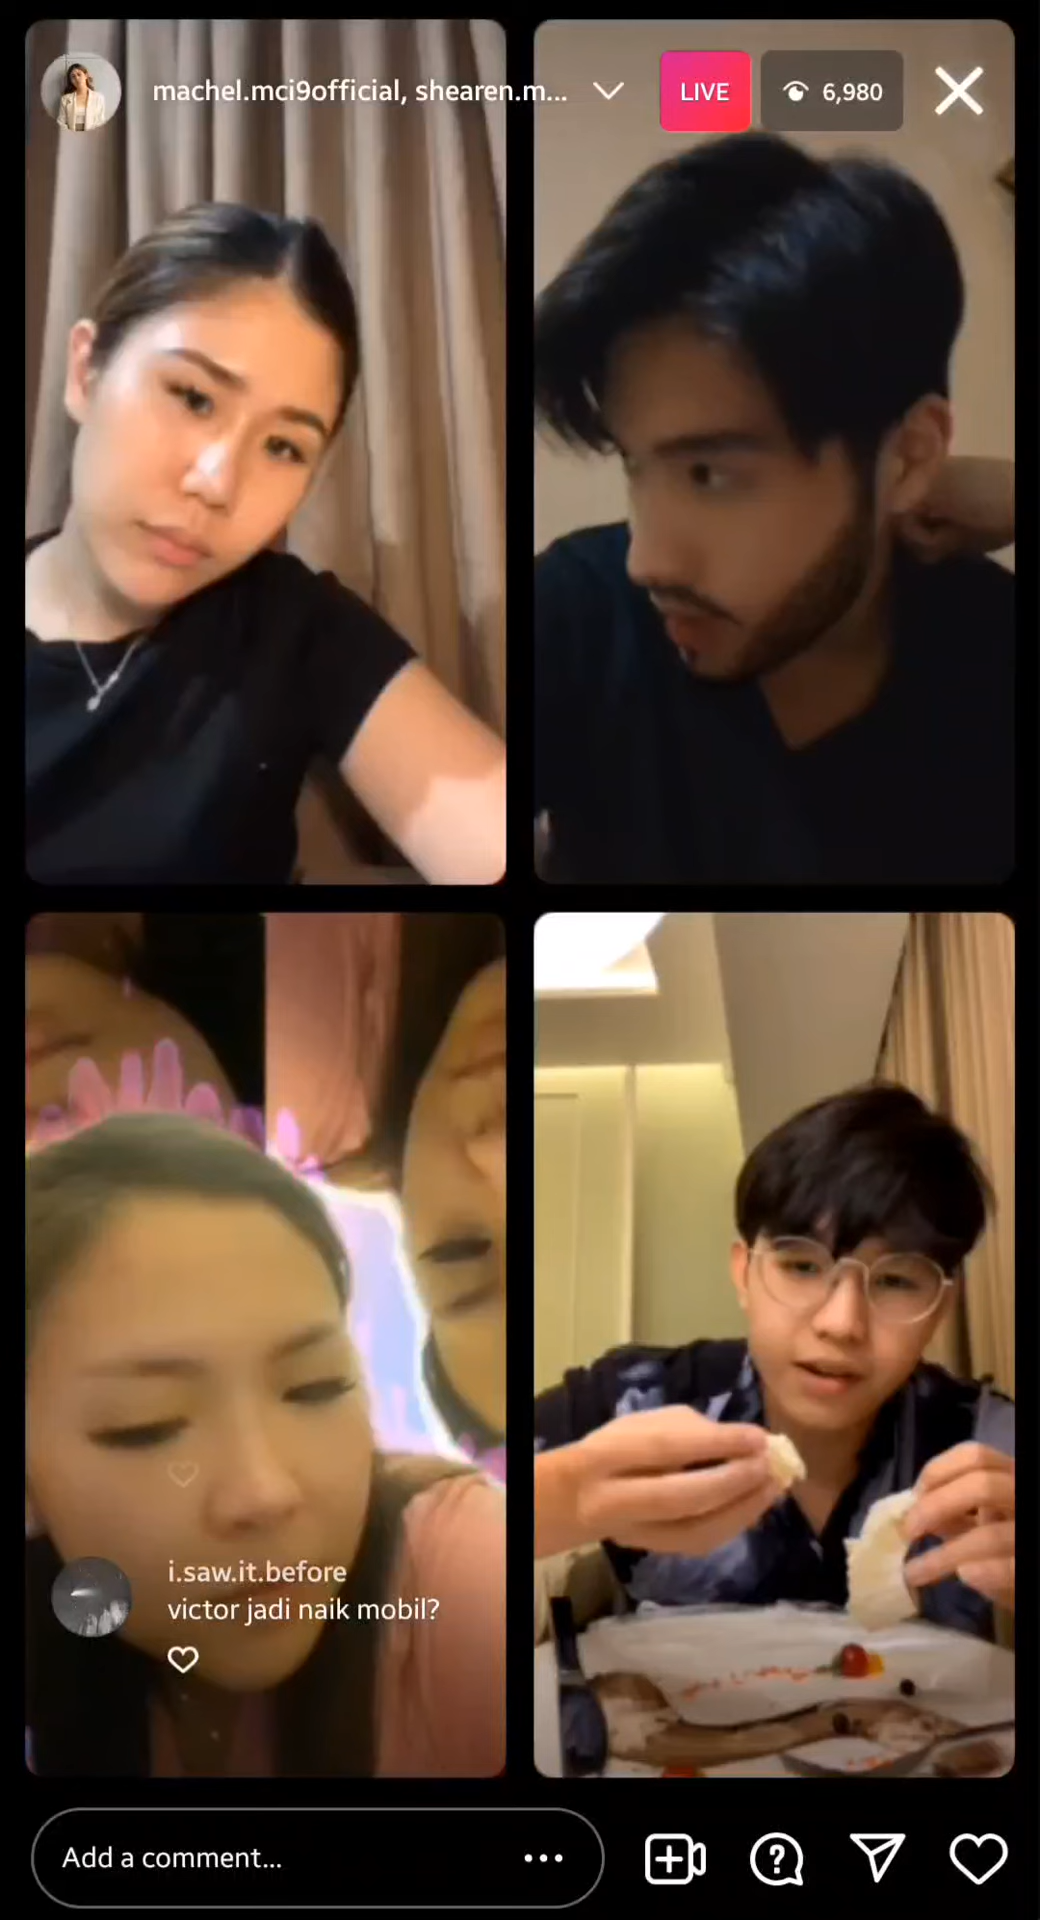 machel.mci9official, shearen.m...
LIVE
6,980
i.saw.it.before
victor jadi naik mobil?
Add a comment...